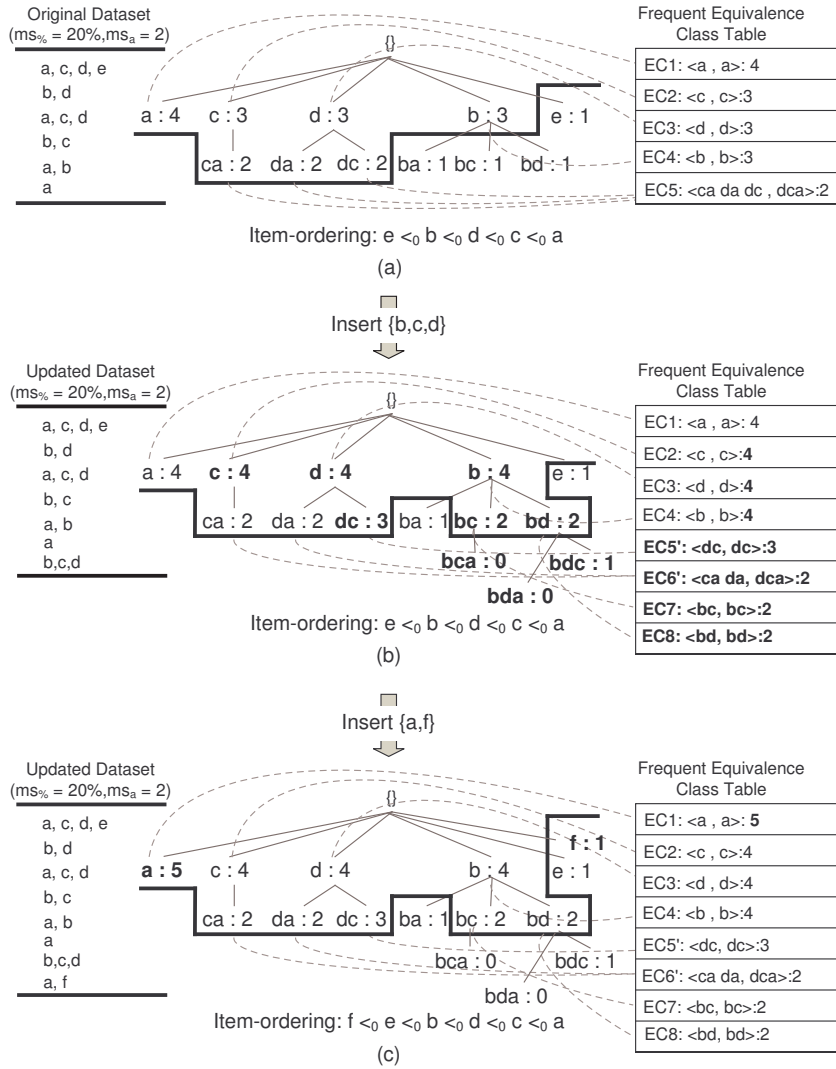 Original Dataset
(ms% = 20%,msa = 2)
a, c, d, e
b, d
a, c, d
b, c
a, b
a
{}
a : 4 c : 3 d : 3 b : 3 e : 1
ca : 2 da : 2 dc : 2 ba : 1 bc : 1 bd : 1
Item-ordering: e <0 b <0 d <0 c <0 a
(a)
Frequent Equivalence
Class Table
EC1: <a , a>: 4
EC2: <c , c>:3
EC3: <d , d>:3
EC4: <b , b>:3
EC5: <ca da dc , dca>:2
Insert {b,c,d}
Updated Dataset
(ms% = 20%,msa = 2)
a, c, d, e
b, d
a, c, d
b, c
a, b
a
b,c,d
{}
a : 4 c : 4 d : 4 b : 4 e : 1
ca : 2 da : 2 dc : 3 ba : 1 bc : 2 bd : 2
bca : 0 bdc : 1
bda : 0
Item-ordering: e <0 b <0 d <0 c <0 a
(b)
Frequent Equivalence
Class Table
EC1: <a , a>: 4
EC2: <c , c>:4
EC3: <d , d>:4
EC4: <b , b>:4
EC5': <dc, dc>:3
EC6': <ca da, dca>:2
EC7: <bc, bc>:2
EC8: <bd, bd>:2
Insert {a,f}
Updated Dataset
(ms% = 20%,msa = 2)
a, c, d, e
b, d
a, c, d
b, c
a, b
a
b,c,d
a, f
{}
f : 1
a : 5 c : 4 d : 4 b : 4 e : 1
ca : 2 da : 2 dc : 3 ba : 1 bc : 2 bd : 2
bca : 0 bdc : 1
bda : 0
Item-ordering: f <0 e <0 b <0 d <0 c <0 a
(c)
Frequent Equivalence
Class Table
EC1: <a , a>: 5
EC2: <c , c>:4
EC3: <d , d>:4
EC4: <b , b>:4
EC5': <dc, dc>:3
EC6': <ca da, dca>:2
EC7: <bc, bc>:2
EC8: <bd, bd>:2